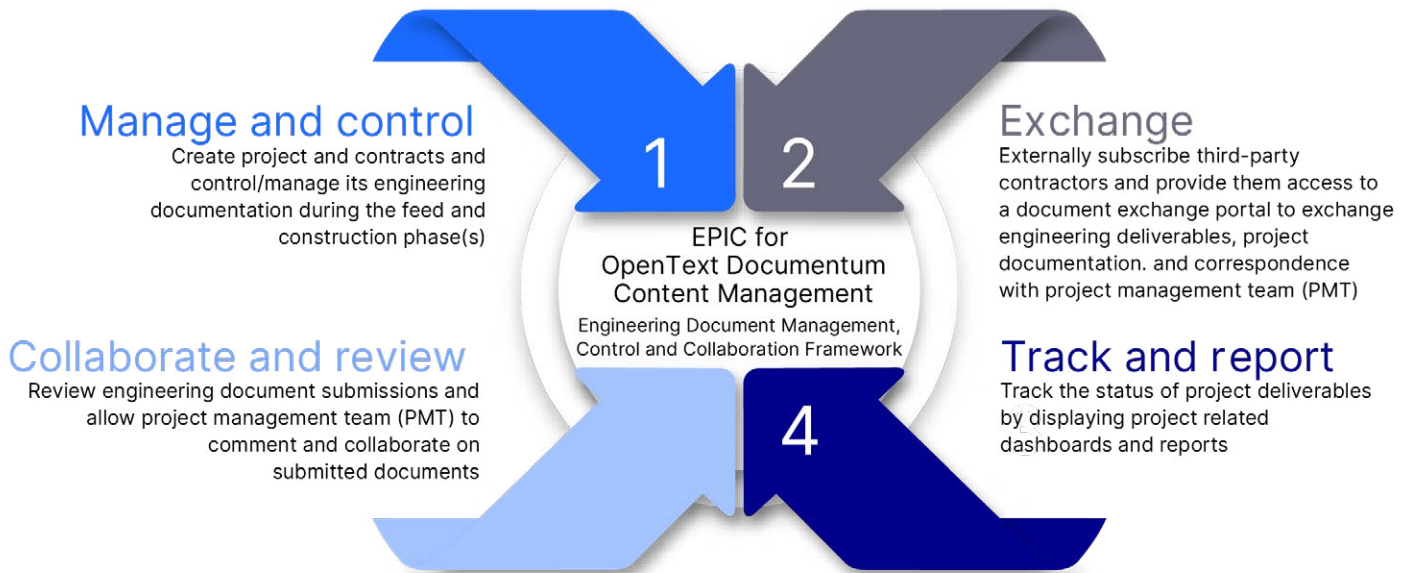 Manage and control
Create project and contracts and
control/manage its engineering
documentation during the feed and
construction phase(s)
1
2
Exchange
Externally subscribe third-party
contractors and provide them access to
a document exchange portal to exchange
engineering deliverables, project
documentation. and correspondence
with project management team (PMT)
EPIC for
OpenText Documentum
Content Management
Engineering Document Management,
Control and Collaboration Framework
Collaborate and review
Review engineering document submissions and
allow project management team (PMT) to
comment and collaborate on
submitted documents
4
Track and report
Track the status of project deliverables
by displaying project related
dashboards and reports